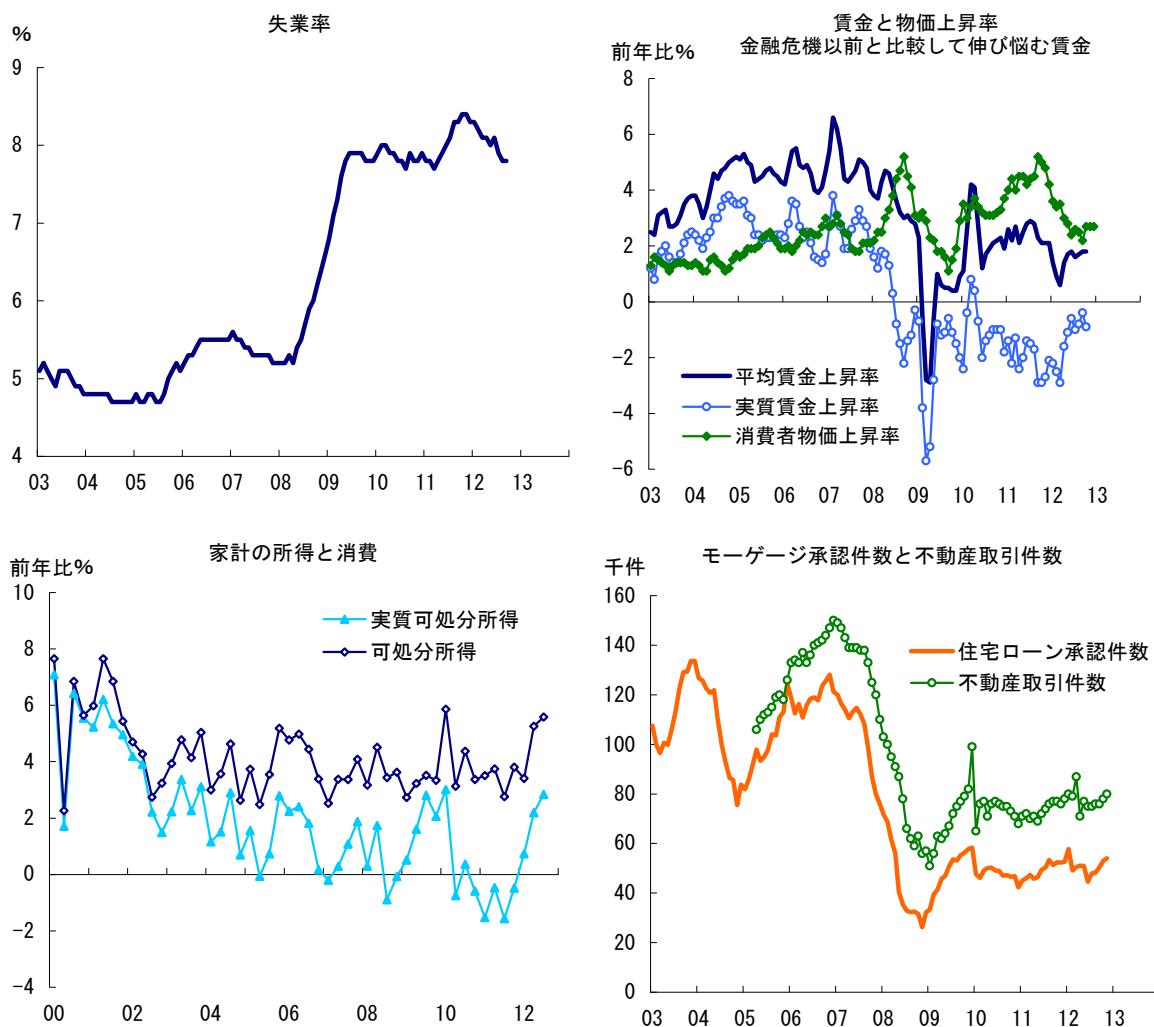 失業率
%
9
8
7
6
5
4
03 04 05 06 07 08 09 10 11 12 13
賃金と物価上昇率
金融危機以前と比較して伸び悩む賃金
前年比%
8
6
4
2
0
-2
-4
-6
平均賃金上昇率
実質賃金上昇率
消費者物価上昇率
03 04 05 06 07 08 09 10 11 12 13
家計の所得と消費
前年比%
10
8
6
4
2
0
-2
-4
実質可処分所得
可処分所得
00 02 04 06 08 10 12
モーゲージ承認件数と不動産取引件数
千件
160
140
120
100
80
60
40
20
0
住宅ローン承認件数
不動産取引件数
03 04 05 06 07 08 09 10 11 12 13